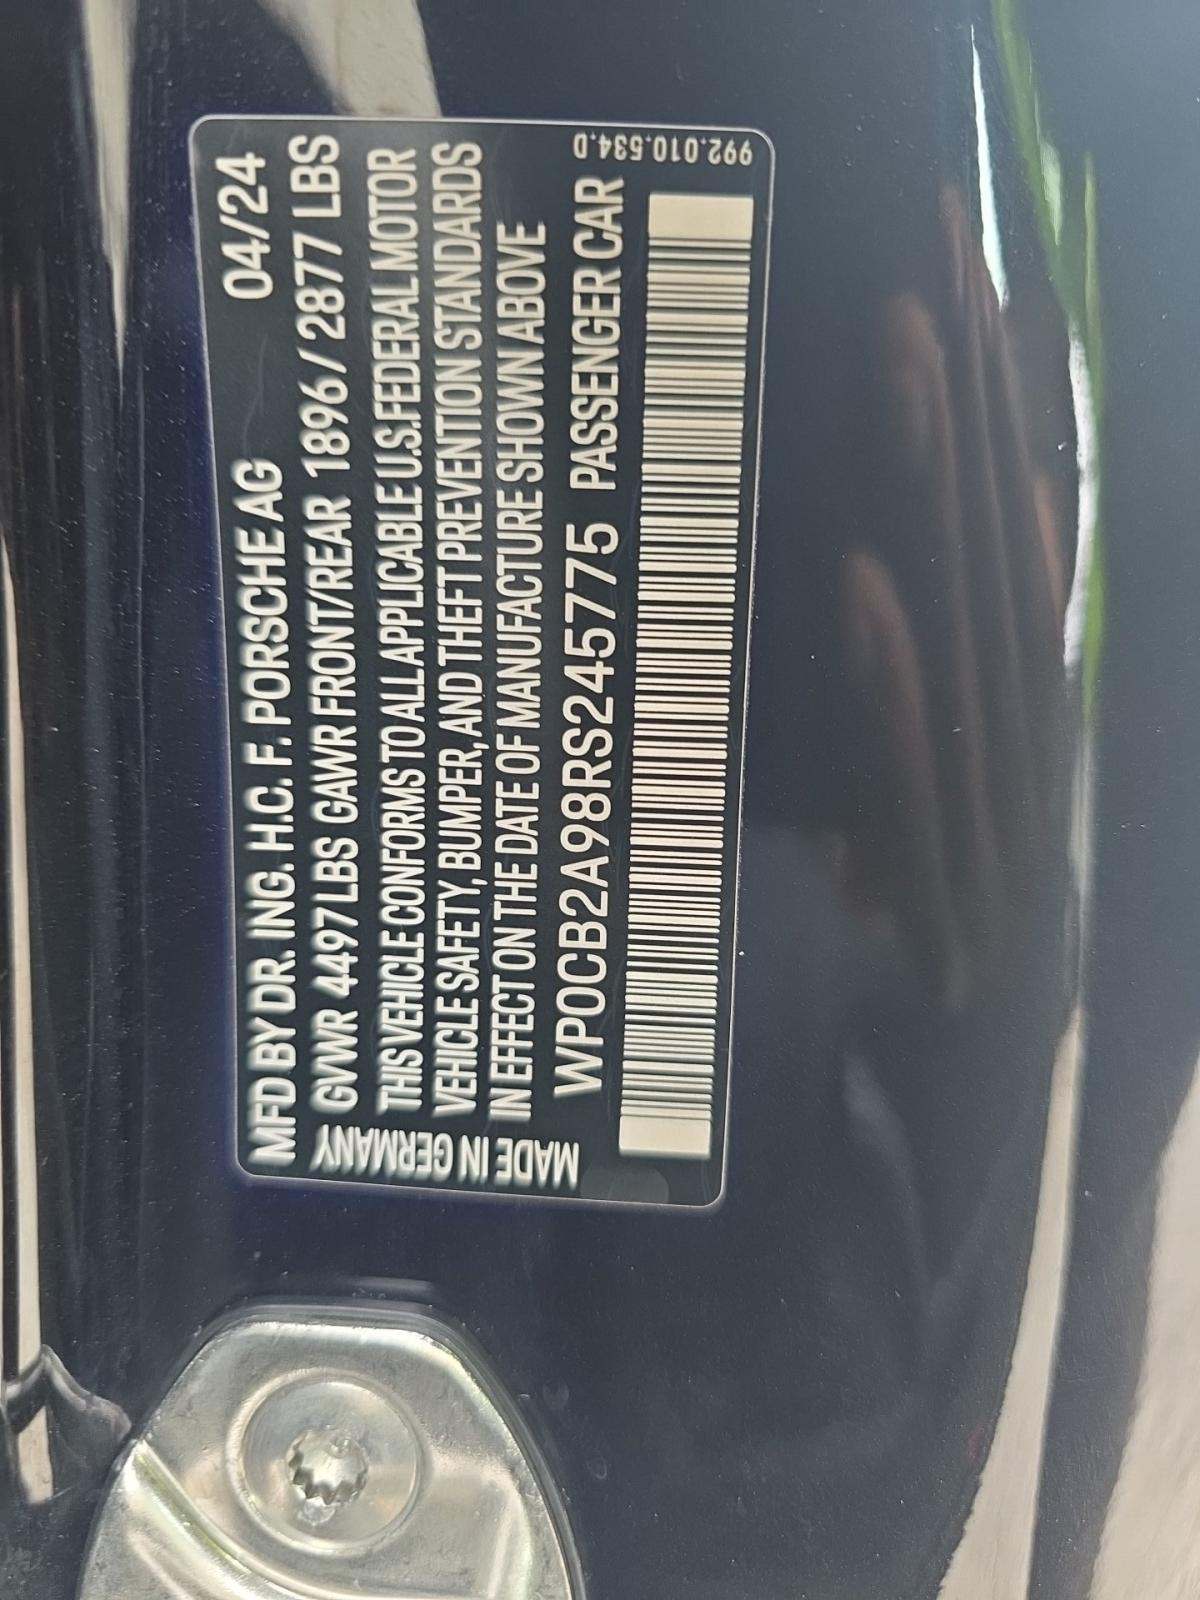 MFD BY DR. ING. H.C. F. PORSCHE AG 04/24
GVWR 4497 LBS GAWR FRONT/REAR 1896/2877 LBS
THIS VEHICLE CONFORMS TO ALL APPLICABLE U.S. FEDERAL MOTOR
VEHICLE SAFETY, BUMPER, AND THEFT PREVENTION STANDARDS
IN EFFECT ON THE DATE OF MANUFACTURE SHOWN ABOVE
WP0CB2A98RS245775 PASSENGER CAR
MADE IN GERMANY
992.010.534.D